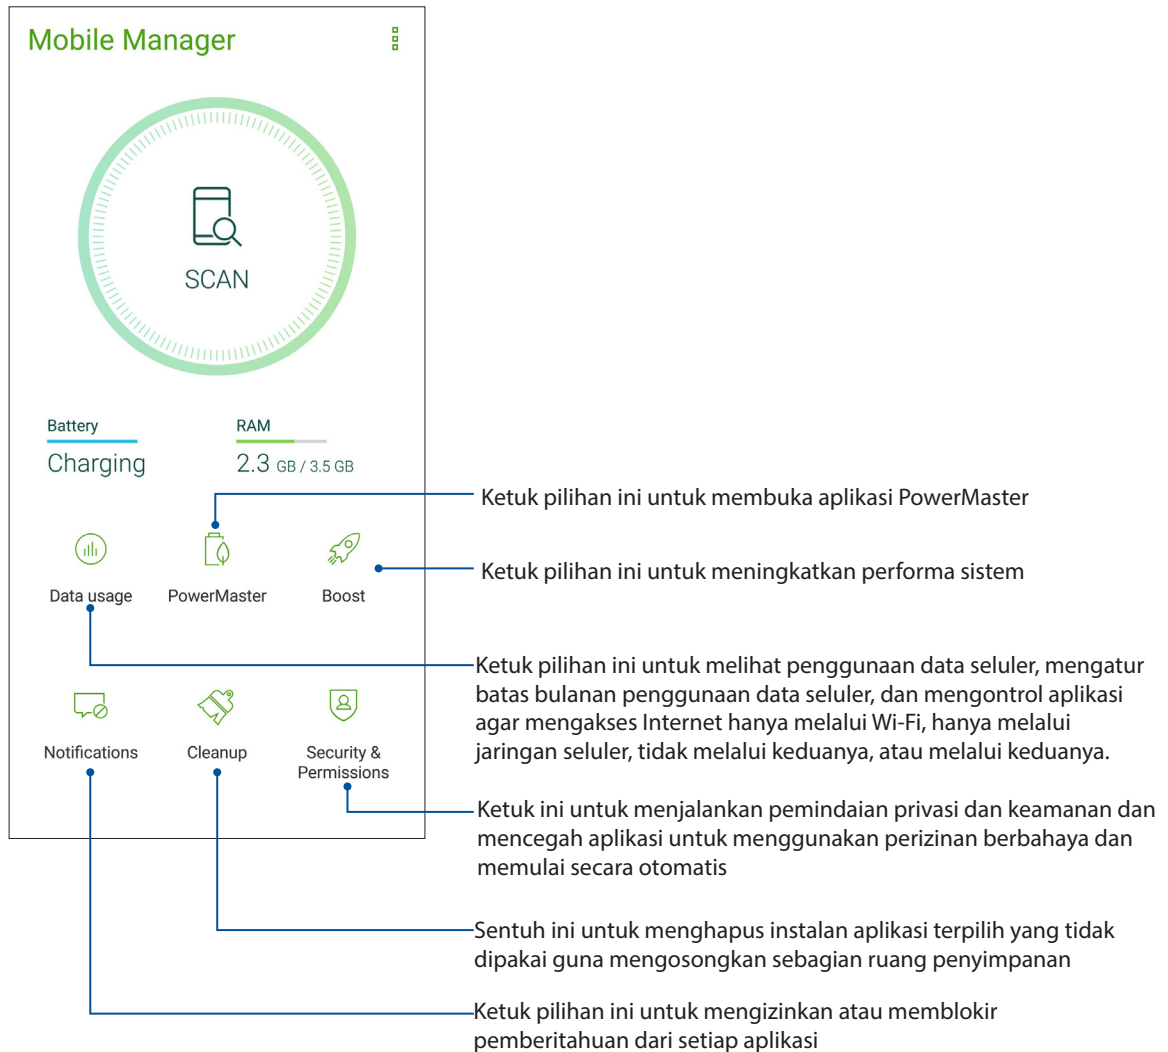 Mobile Manager
SCAN
Battery
Charging
RAM
2.3 GB / 3.5 GB
Data usage
PowerMaster
Boost
Notifications
Cleanup
Security &
Permissions
Ketuk pilihan ini untuk membuka aplikasi PowerMaster
Ketuk pilihan ini untuk meningkatkan performa sistem
Ketuk pilihan ini untuk melihat penggunaan data seluler, mengatur
batas bulanan penggunaan data seluler, dan mengontrol aplikasi
agar mengakses Internet hanya melalui Wi-Fi, hanya melalui
jaringan seluler, tidak melalui keduanya, atau melalui keduanya.
Ketuk ini untuk menjalankan pemindaian privasi dan keamanan dan
mencegah aplikasi untuk menggunakan perizinan berbahaya dan
memulai secara otomatis
Sentuh ini untuk menghapus instalan aplikasi terpilih yang tidak
dipakai guna mengosongkan sebagian ruang penyimpanan
Ketuk pilihan ini untuk mengizinkan atau memblokir
pemberitahuan dari setiap aplikasi